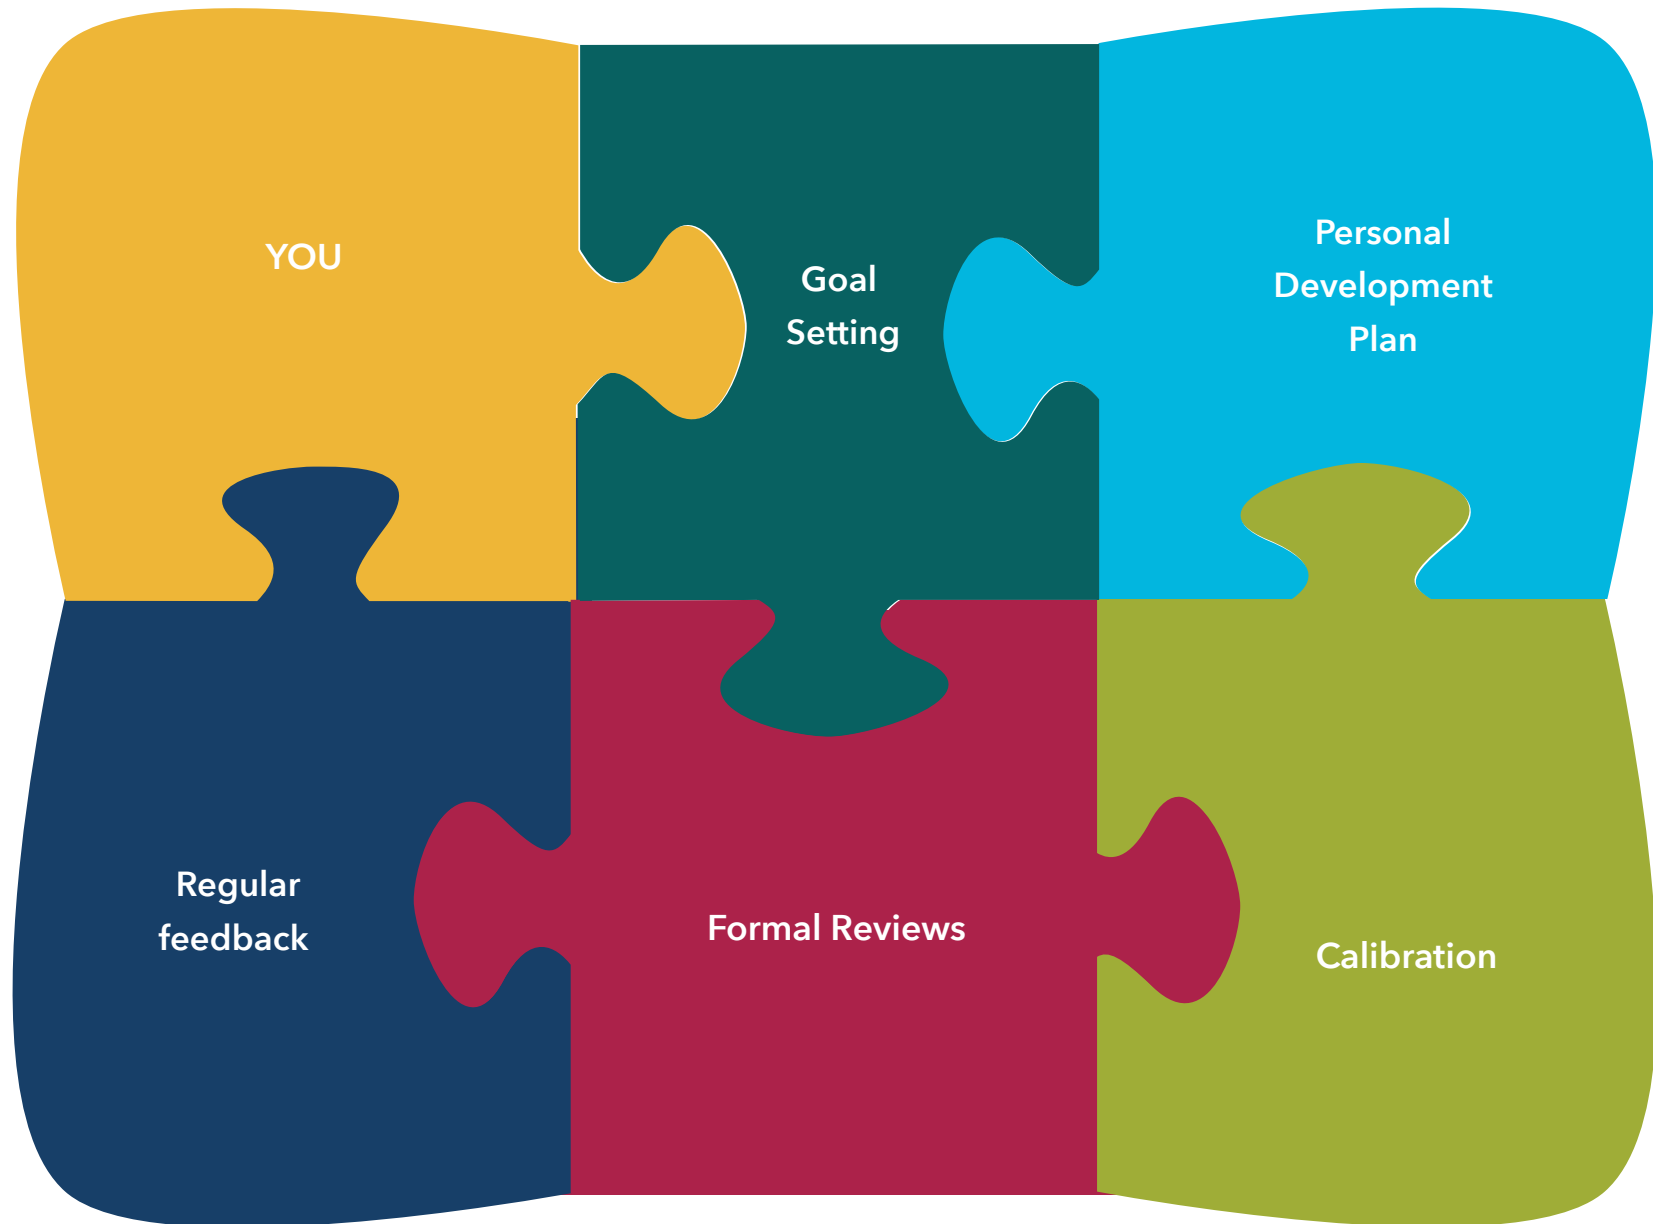 YOU
Goal
Setting
Personal
Development
Plan
Regular
feedback
Formal Reviews
Calibration